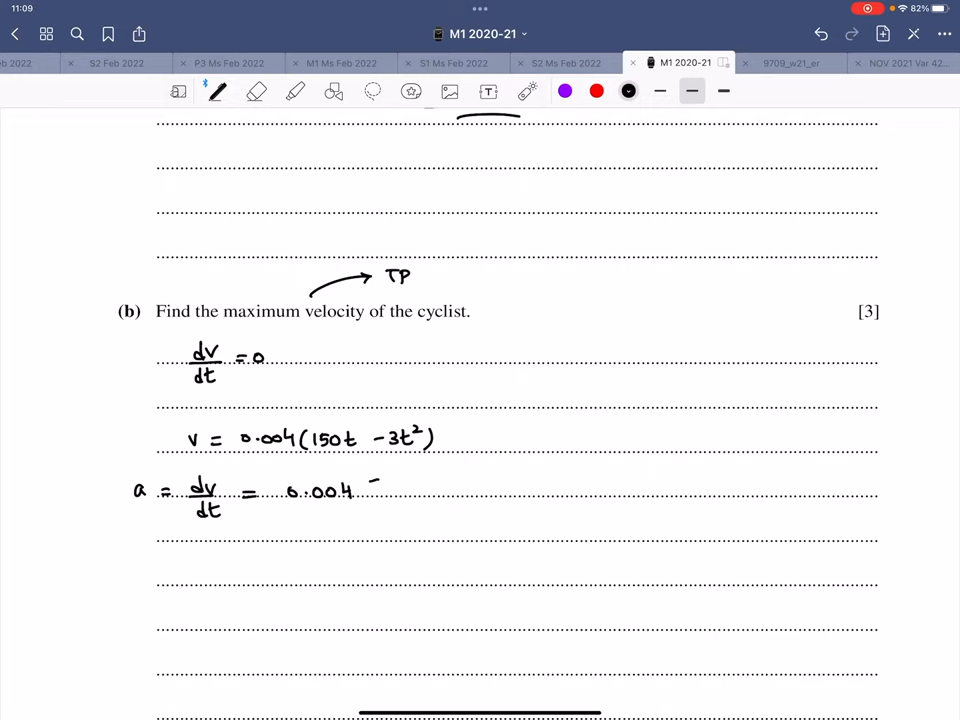 11:09
82%
M1 2020-21
eb 2022
S2 Feb 2022
P3 Ms Feb 2022
M1 Ms Feb 2022
S1 Ms Feb 2022
S2 Ms Feb 2022
M1 2020-21
9709_w21_er
NOV 2021 Var 42...
TP
(b) Find the maximum velocity of the cyclist. [3]
dv/dt = 0
v = 0.004(150t - 3t²)
a = dv/dt = 0.004